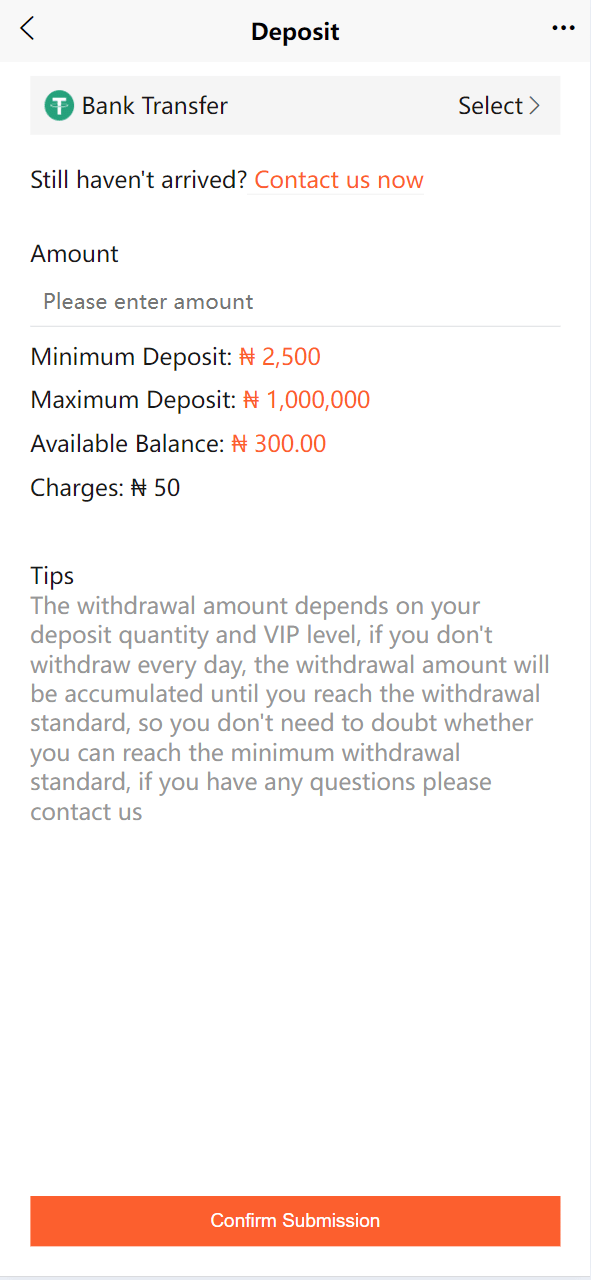 Deposit
Bank Transfer Select
Still haven't arrived? Contact us now
Amount
Please enter amount
Minimum Deposit: ₦ 2,500
Maximum Deposit: ₦ 1,000,000
Available Balance: ₦ 300.00
Charges: ₦ 50
Tips
The withdrawal amount depends on your
deposit quantity and VIP level, if you don't
withdraw every day, the withdrawal amount will
be accumulated until you reach the withdrawal
standard, so you don't need to doubt whether
you can reach the minimum withdrawal
standard, if you have any questions please
contact us
Confirm Submission